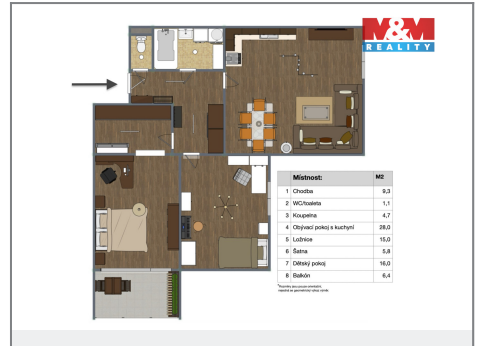 M&M
REALITY
Místnost: M2
1 Chodba 9,3
2 WC/toaleta 1,1
3 Koupelna 4,7
4 Obývací pokoj s kuchyní 28,0
5 Ložnice 15,0
6 Šatna 5,8
7 Dětský pokoj 16,0
8 Balkón 6,4